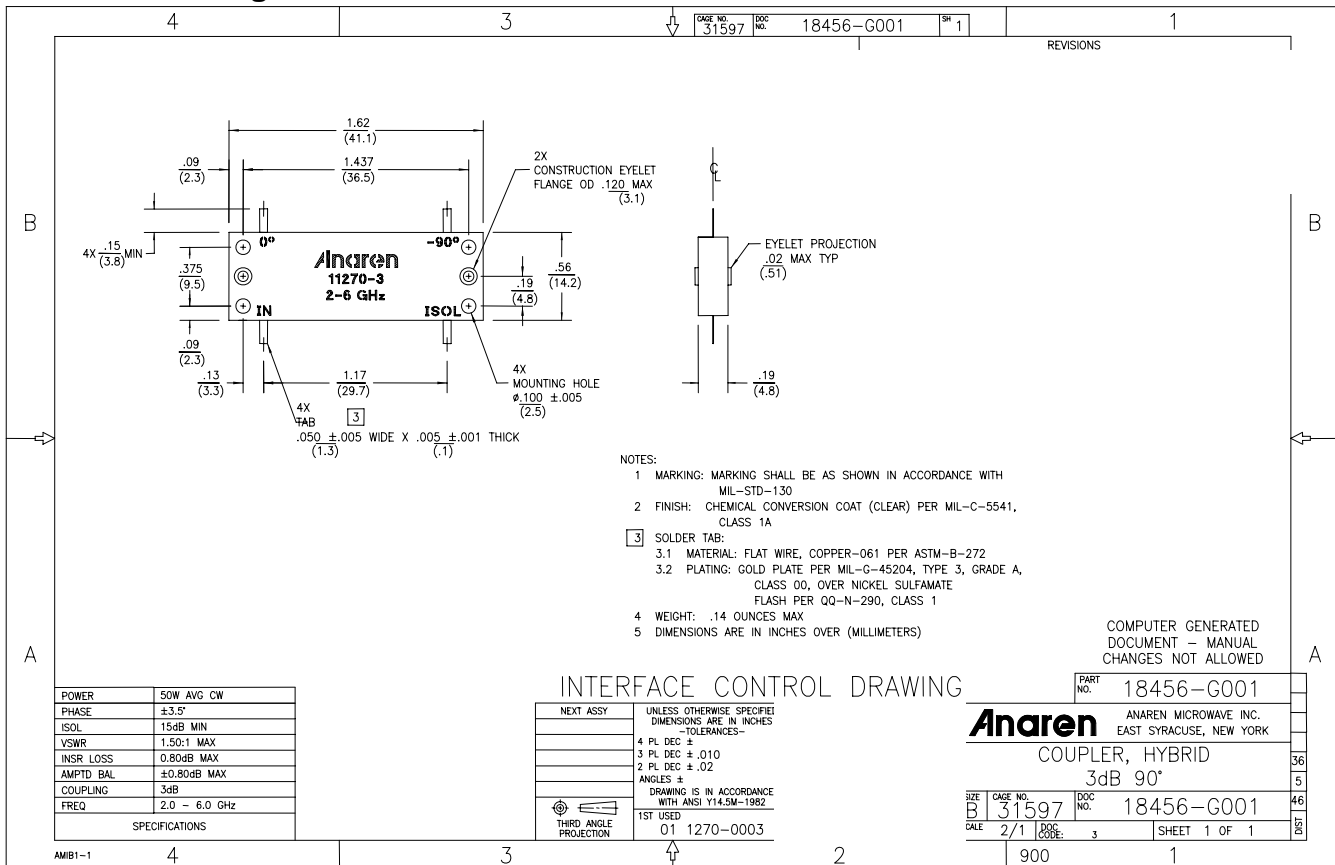 4
3
CAGE NO. 31597 DOC NO. 18456-G001 SH 1
1
REVISIONS
1.62
(41.1)
.09
(2.3)
1.437
(36.5)
2X
CONSTRUCTION EYELET
FLANGE OD .120 MAX
(3.1)
℄
B
B
4X .15 MIN
(3.8)
0°
-90°
Anaren
11270-3
2-6 GHz
IN
ISOL
.375
(9.5)
.56
(14.2)
.19
(4.8)
EYELET PROJECTION
.02 MAX TYP
(.51)
.09
(2.3)
.13
(3.3)
1.17
(29.7)
4X
MOUNTING HOLE
ø.100 ±.005
(2.5)
.19
(4.8)
4X
TAB 3
.050 ±.005 WIDE X .005 ±.001 THICK
(1.3) (.1)
NOTES:
1 MARKING: MARKING SHALL BE AS SHOWN IN ACCORDANCE WITH
MIL-STD-130
2 FINISH: CHEMICAL CONVERSION COAT (CLEAR) PER MIL-C-5541,
CLASS 1A
3 SOLDER TAB:
3.1 MATERIAL: FLAT WIRE, COPPER-061 PER ASTM-B-272
3.2 PLATING: GOLD PLATE PER MIL-G-45204, TYPE 3, GRADE A,
CLASS 00, OVER NICKEL SULFAMATE
FLASH PER QQ-N-290, CLASS 1
4 WEIGHT: .14 OUNCES MAX
5 DIMENSIONS ARE IN INCHES OVER (MILLIMETERS)
A
A
COMPUTER GENERATED
DOCUMENT - MANUAL
CHANGES NOT ALLOWED
POWER 50W AVG CW
PHASE ±3.5°
ISOL 15dB MIN
VSWR 1.50:1 MAX
INSR LOSS 0.80dB MAX
AMPTD BAL ±0.80dB MAX
COUPLING 3dB
FREQ 2.0 - 6.0 GHz
SPECIFICATIONS
INTERFACE CONTROL DRAWING
NEXT ASSY
UNLESS OTHERWISE SPECIFIED
DIMENSIONS ARE IN INCHES
-TOLERANCES-
4 PL DEC ±
3 PL DEC ± .010
2 PL DEC ± .02
ANGLES ±
DRAWING IS IN ACCORDANCE
WITH ANSI Y14.5M-1982
THIRD ANGLE
PROJECTION
1ST USED
01 1270-0003
PART NO. 18456-G001
Anaren
ANAREN MICROWAVE INC.
EAST SYRACUSE, NEW YORK
COUPLER, HYBRID
3dB 90°
SIZE B CAGE NO. 31597 DOC NO. 18456-G001
SCALE 2/1 DOC CODE: 3 SHEET 1 OF 1
36
5
46
DIST
AMIB1-1
4
3
2
900
1